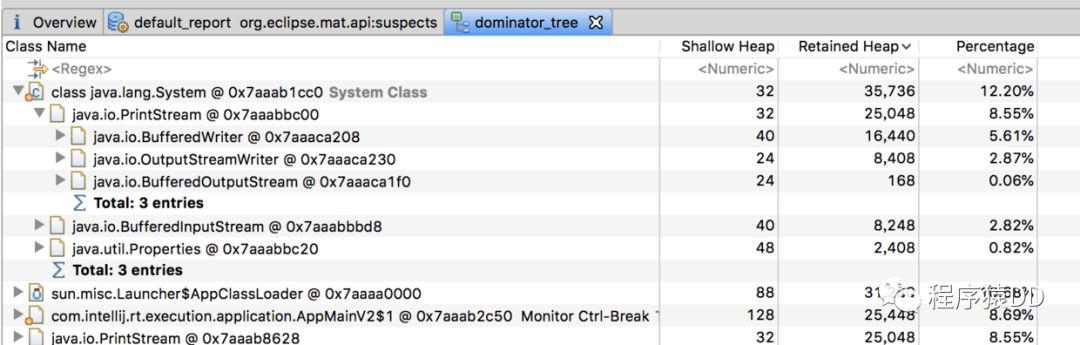 Overview default_report org.eclipse.mat.api:suspects dominator_tree
Class Name Shallow Heap Retained Heap Percentage
<Regex> <Numeric> <Numeric> <Numeric>
class java.lang.System @ 0x7aaab1cc0 System Class 32 35,736 12.20%
java.io.PrintStream @ 0x7aaabbc00 32 25,048 8.55%
java.io.BufferedWriter @ 0x7aaaca208 40 16,440 5.61%
java.io.OutputStreamWriter @ 0x7aaaca230 24 8,408 2.87%
java.io.BufferedOutputStream @ 0x7aaaca1f0 24 168 0.06%
Total: 3 entries
java.io.BufferedInputStream @ 0x7aaabbbd8 40 8,248 2.82%
java.util.Properties @ 0x7aaabbc20 48 2,408 0.82%
Total: 3 entries
sun.misc.Launcher$AppClassLoader @ 0x7aaaa0000 88
程序猿DD
com.intellij.rt.execution.application.AppMainV2$1 @ 0x7aaab2c50 Monitor Ctrl-Break 128 25,448 8.69%
java.io.PrintStream @ 0x7aaab8628 32 25,048 8.55%